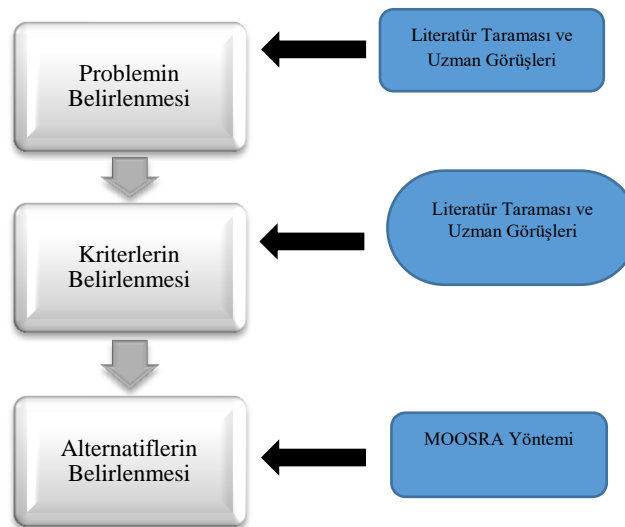 Problemin
Belirlenmesi
Literatür Taraması ve
Uzman Görüşleri
Kriterlerin
Belirlenmesi
Literatür Taraması ve
Uzman Görüşleri
Alternatiflerin
Belirlenmesi
MOOSRA Yöntemi